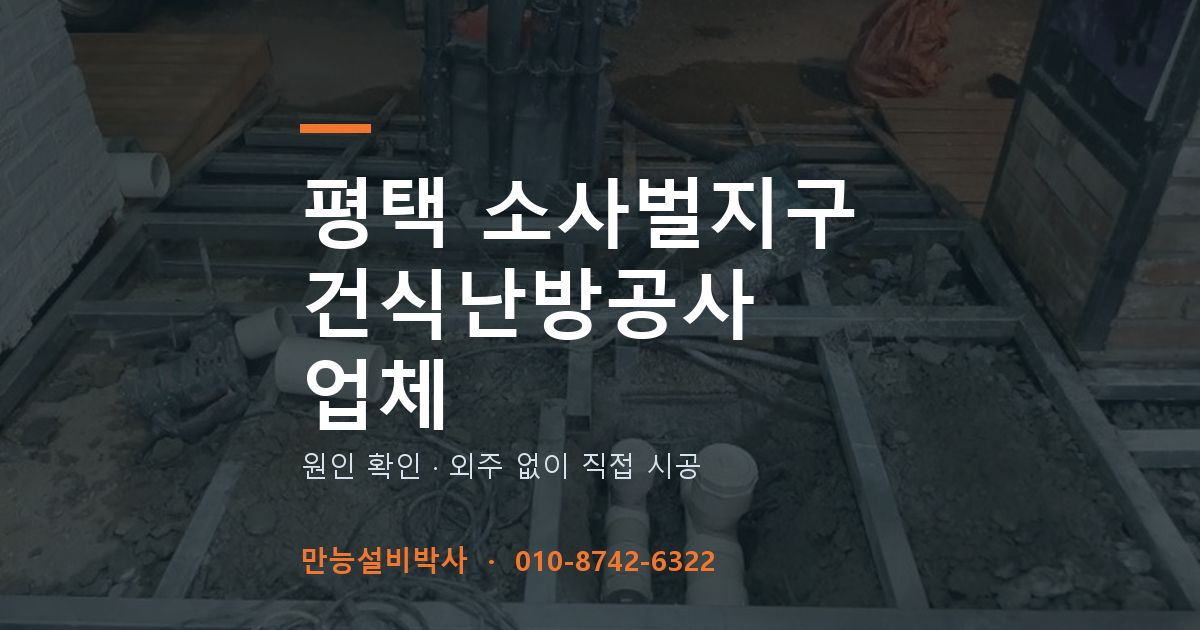 평택 소사벌지구
건식난방공사
업체
원인 확인 · 외주 없이 직접 시공
만능설비박사 · 010-8742-6322